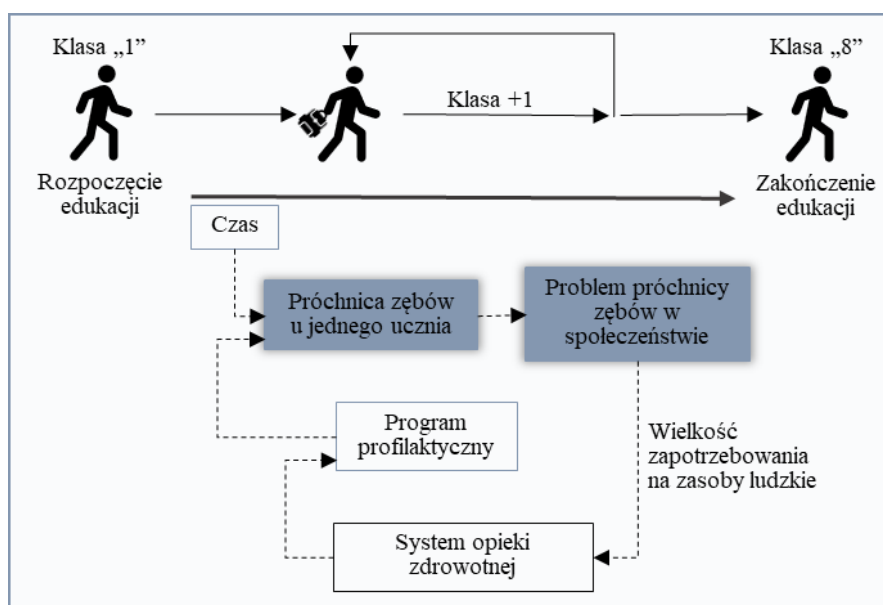 Klasa „1”
Klasa „8”
Klasa +1
Rozpoczęcie
edukacji
Zakończenie
edukacji
Czas
Próchnica zębów
u jednego ucznia
Problem próchnicy
zębów w
społeczeństwie
Program
profilaktyczny
Wielkość
zapotrzebowania
na zasoby ludzkie
System opieki
zdrowotnej